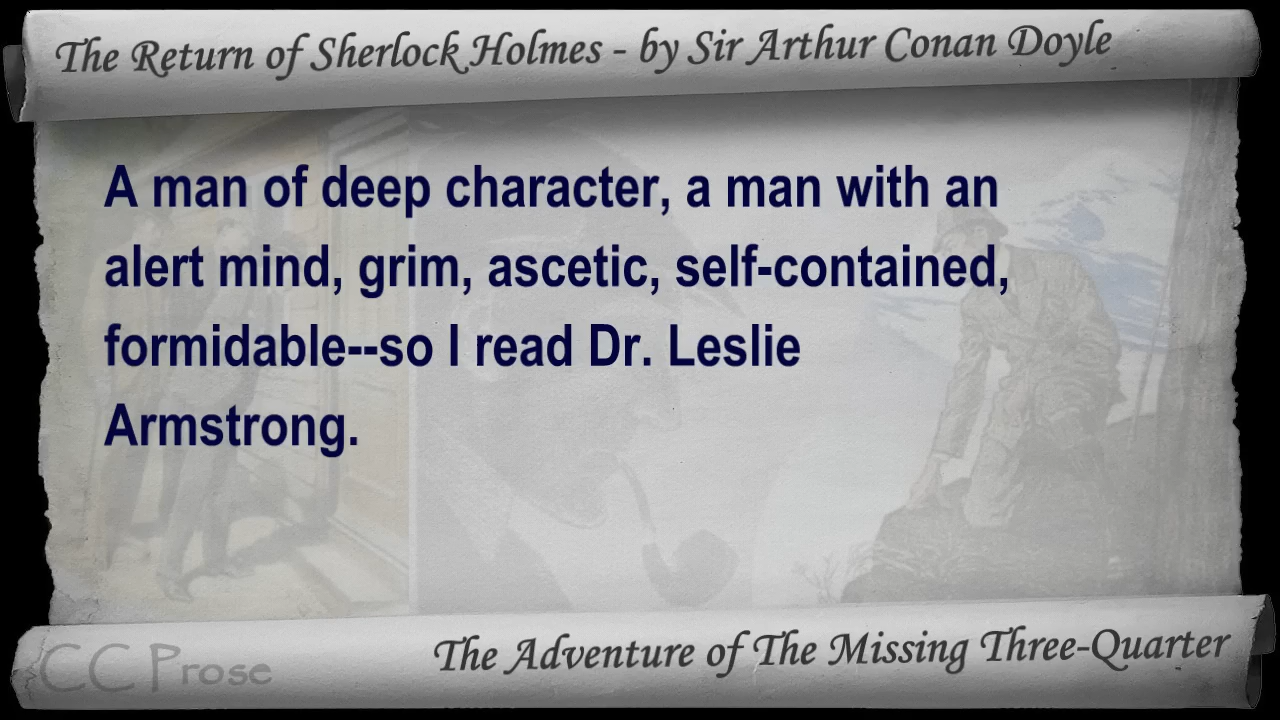 The Return of Sherlock Holmes - by Sir Arthur Conan Doyle
A man of deep character, a man with an
alert mind, grim, ascetic, self-contained,
formidable--so I read Dr. Leslie
Armstrong.
CC Prose
The Adventure of The Missing Three-Quarter